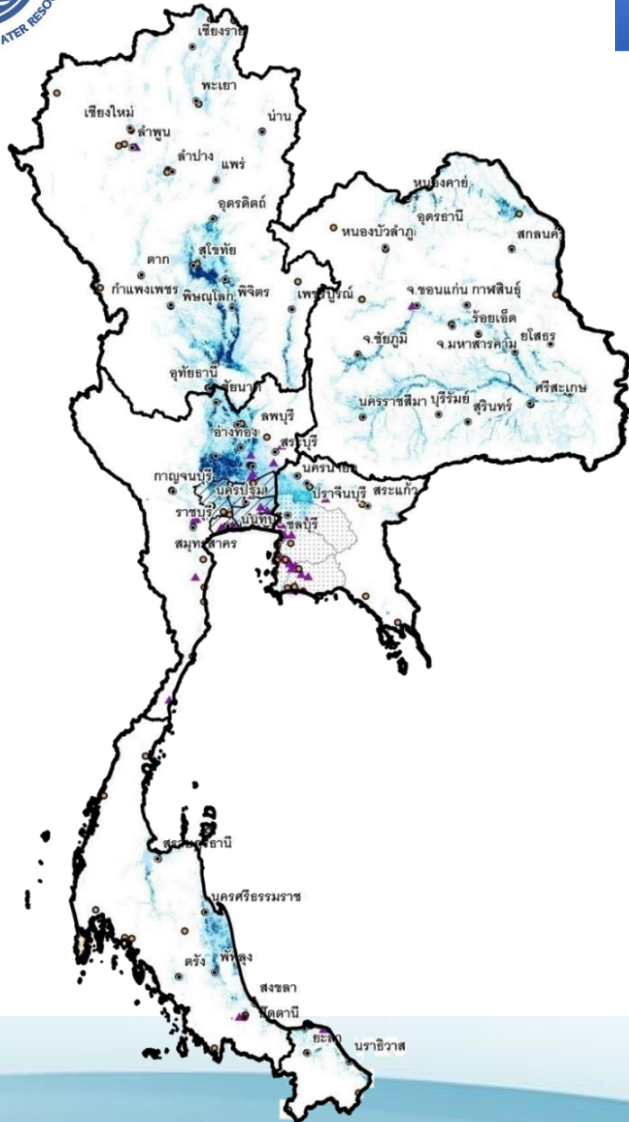 ATER RESOU
เชียงราย
พะเยา
เชียงใหม่
น่าน
ลำพูน
ลำปาง
แพร่
อุตรดิตถ์
หนองคาย
อุดรธานี
หนองบัวลำภู
สกลนคร
สุโขทัย
ตาก
กำแพงเพชร
พิษณุโลก
พิจิตร
เพชรบูรณ์
จ.ขอนแก่น
กาฬสินธุ์
ร้อยเอ็ด
ยโสธร
จ.มหาสารคาม
จ.ชัยภูมิ
อุทัยธานี
ชัยนาท
ศรีสะเกษ
นครราชสีมา
บุรีรัมย์
สุรินทร์
ลพบุรี
อ่างทอง
สระบุรี
นครนายก
กาญจนบุรี
นครปฐม
ปราจีนบุรี
สระแก้ว
ราชบุรี
นนทบุ
ชลบุรี
สมุทรสาคร
สุราษฎร์ธานี
นครศรีธรรมราช
ตรัง
พัทลุง
สงขลา
ปัตตานี
ยะลา
นราธิวาส